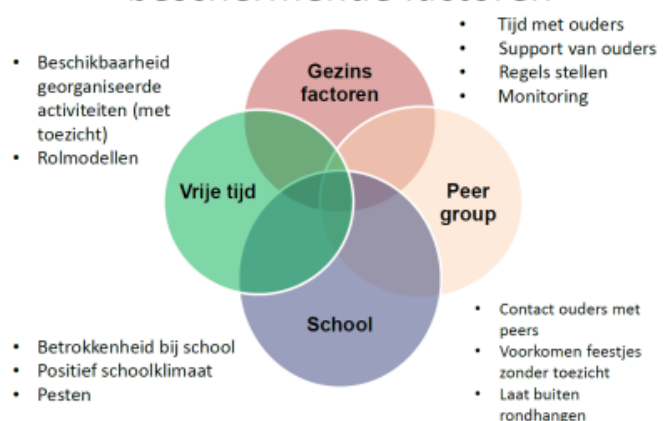 beschermende factoren
• Tijd met ouders
• Support van ouders
• Regels stellen
• Monitoring
• Beschikbaarheid
georganiseerde
activiteiten (met
toezicht)
• Rolmodellen
Gezins
factoren
Vrije tijd
Peer
group
School
• Betrokkenheid bij school
• Positief schoolklimaat
• Pesten
• Contact ouders met
peers
• Voorkomen feestjes
zonder toezicht
• Laat buiten
rondhangen